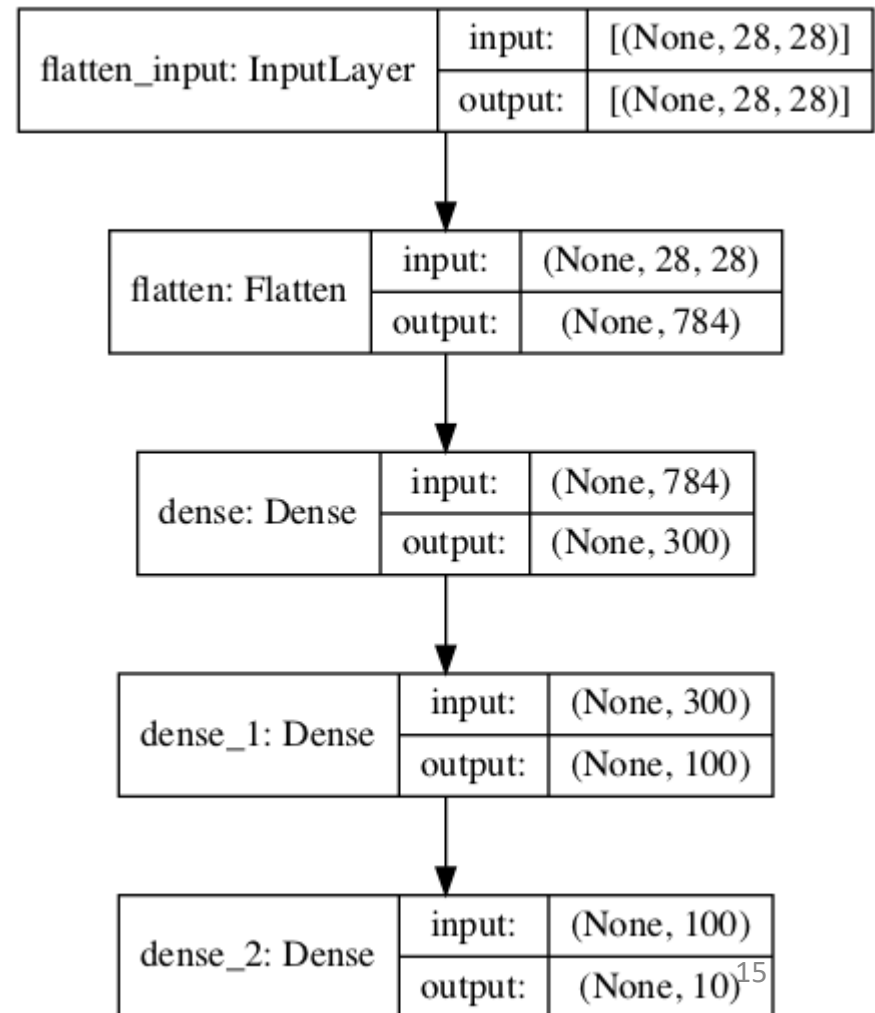 flatten_input: InputLayer
input:
[(None, 28, 28)]
output:
[(None, 28, 28)]
flatten: Flatten
input:
(None, 28, 28)
output:
(None, 784)
dense: Dense
input:
(None, 784)
output:
(None, 300)
dense_1: Dense
input:
(None, 300)
output:
(None, 100)
dense_2: Dense
input:
(None, 100)
output:
(None, 10)
15